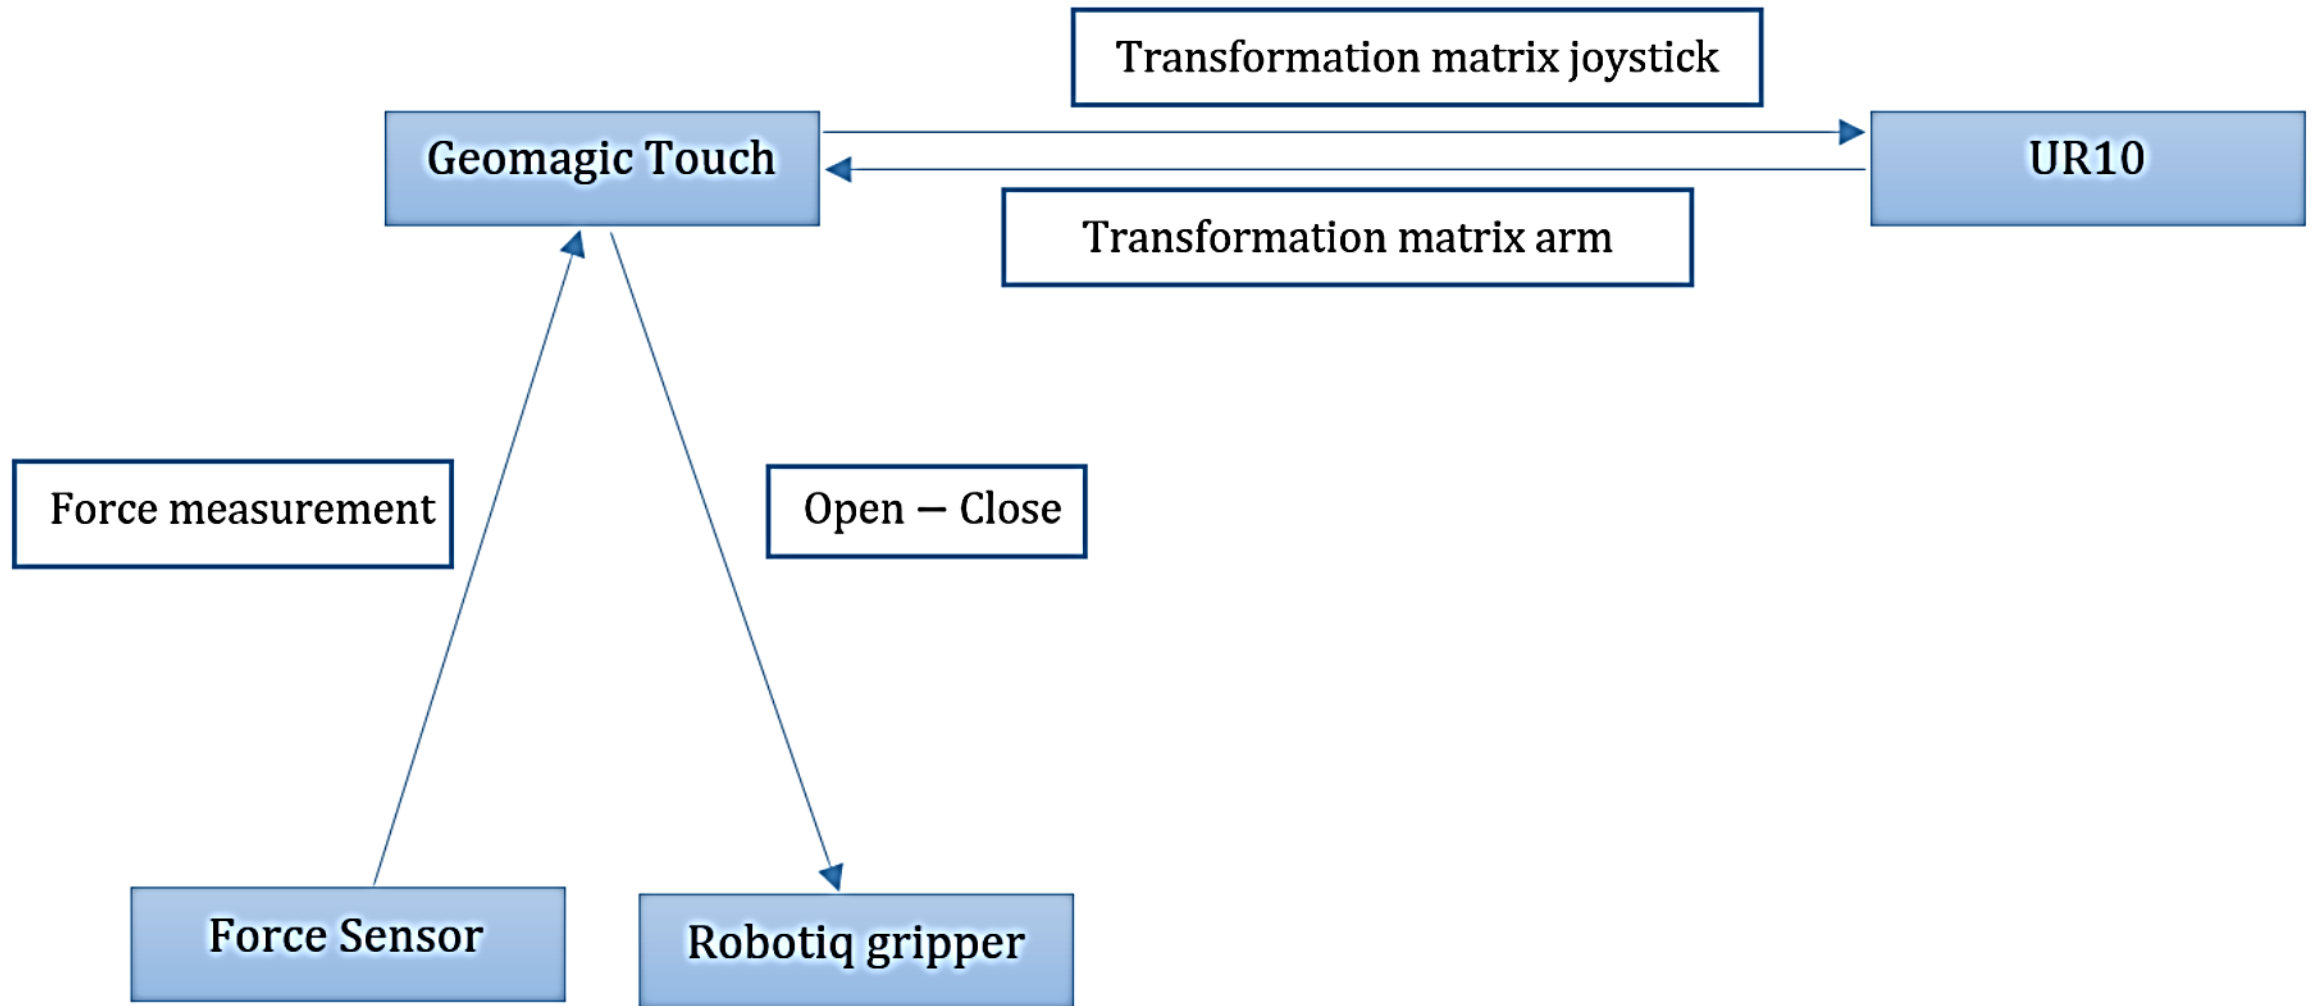 Transformation matrix joystick
Geomagic Touch
UR10
Transformation matrix arm
Force measurement
Open – Close
Force Sensor
Robotiq gripper